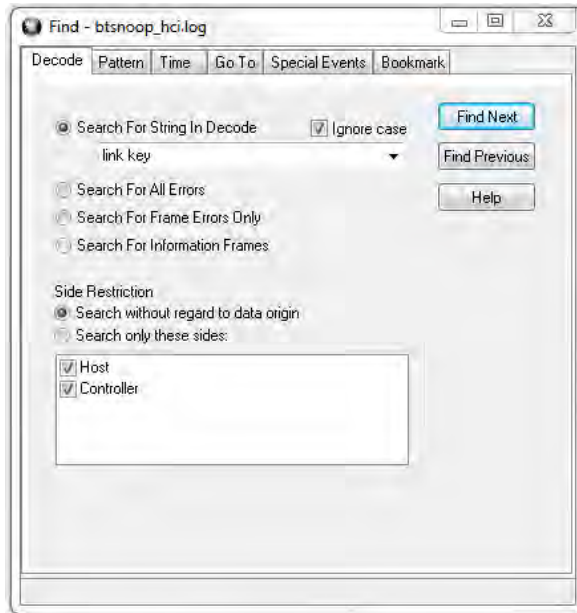 Find - btsnoop_hci.log
Decode Pattern Time Go To Special Events Bookmark
Search For String In Decode Ignore case Find Next
link key Find Previous
Search For All Errors Help
Search For Frame Errors Only
Search For Information Frames
Side Restriction
Search without regard to data origin
Search only these sides:
Host
Controller